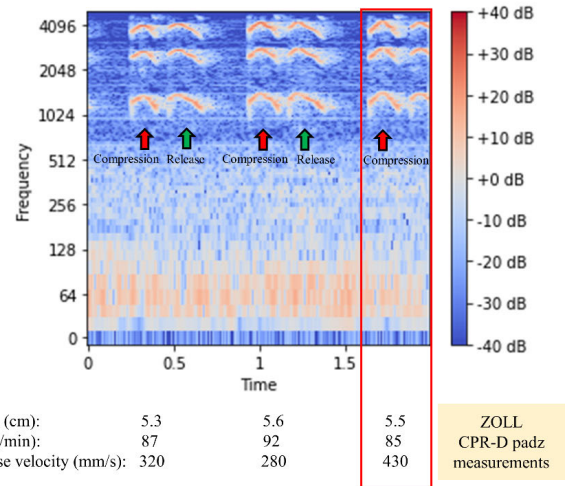 +40 dB
4096
+30 dB
2048
+20 dB
1024
+10 dB
Compression Release Compression Release Compression
512
+0 dB
Frequency
256
-10 dB
128
-20 dB
64
-30 dB
0
-40 dB
0 0.5 1 1.5
Time
(cm): 5.3 5.6 5.5 ZOLL
/min): 87 92 85 CPR-D padz
se velocity (mm/s): 320 280 430 measurements